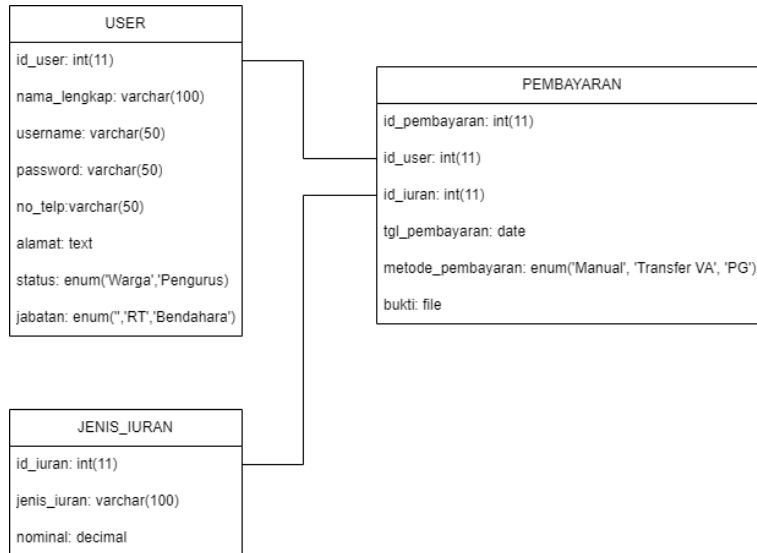 USER
id_user: int(11)
nama_lengkap: varchar(100)
username: varchar(50)
password: varchar(50)
no_telp:varchar(50)
alamat: text
status: enum('Warga','Pengurus)
jabatan: enum('','RT','Bendahara')
PEMBAYARAN
id_pembayaran: int(11)
id_user: int(11)
id_iuran: int(11)
tgl_pembayaran: date
metode_pembayaran: enum('Manual', 'Transfer VA', 'PG')
bukti: file
JENIS_IURAN
id_iuran: int(11)
jenis_iuran: varchar(100)
nominal: decimal